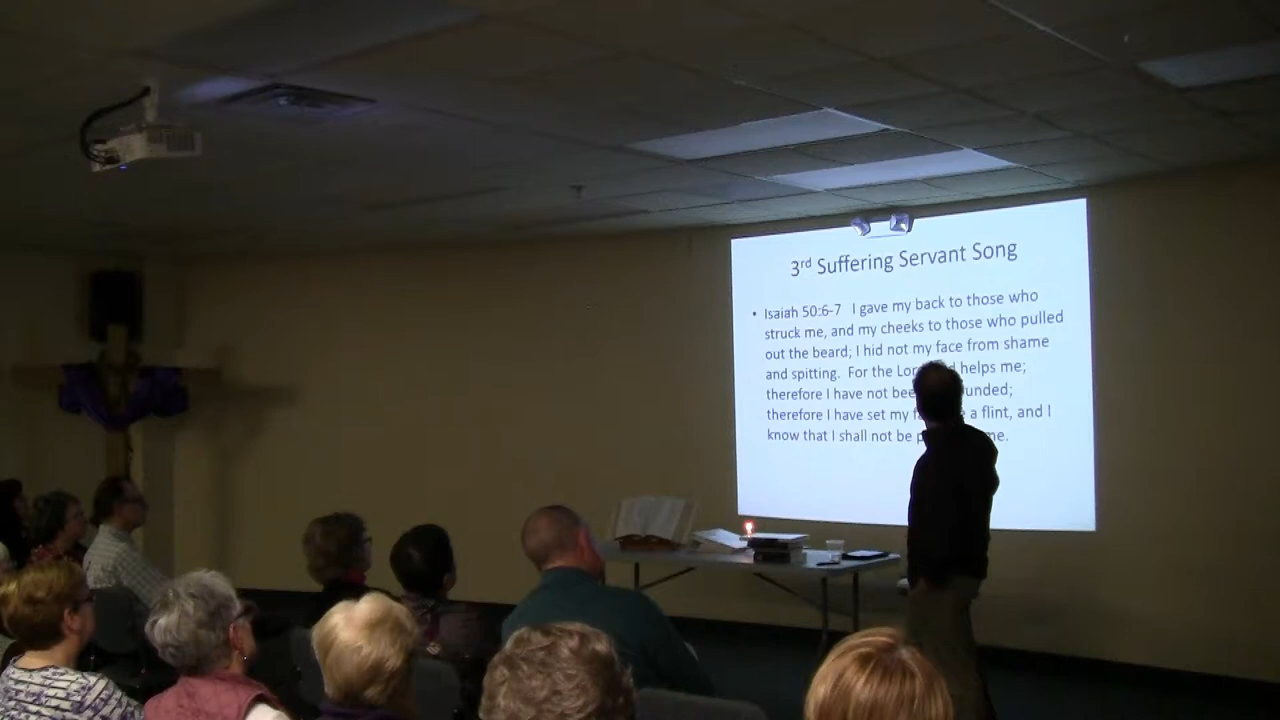 3rd Suffering Servant Song
• Isaiah 50:6-7 I gave my back to those who
struck me, and my cheeks to those who pulled
out the beard; I hid not my face from shame
and spitting. For the helps me;
therefore I have not
therefore I have set my a flint, and I
know that I shall not be